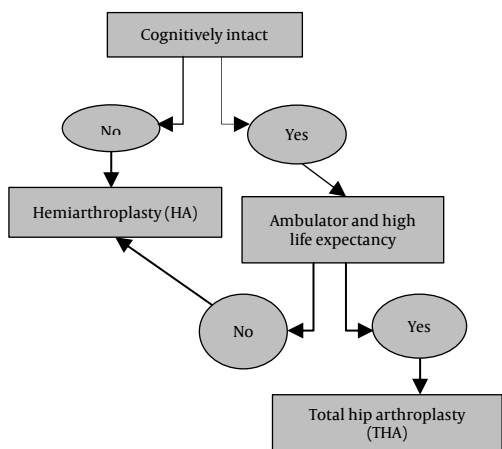 Cognitively intact
No
Yes
Hemiarthroplasty (HA)
Ambulator and high
life expectancy
No
Yes
Total hip arthroplasty
(THA)